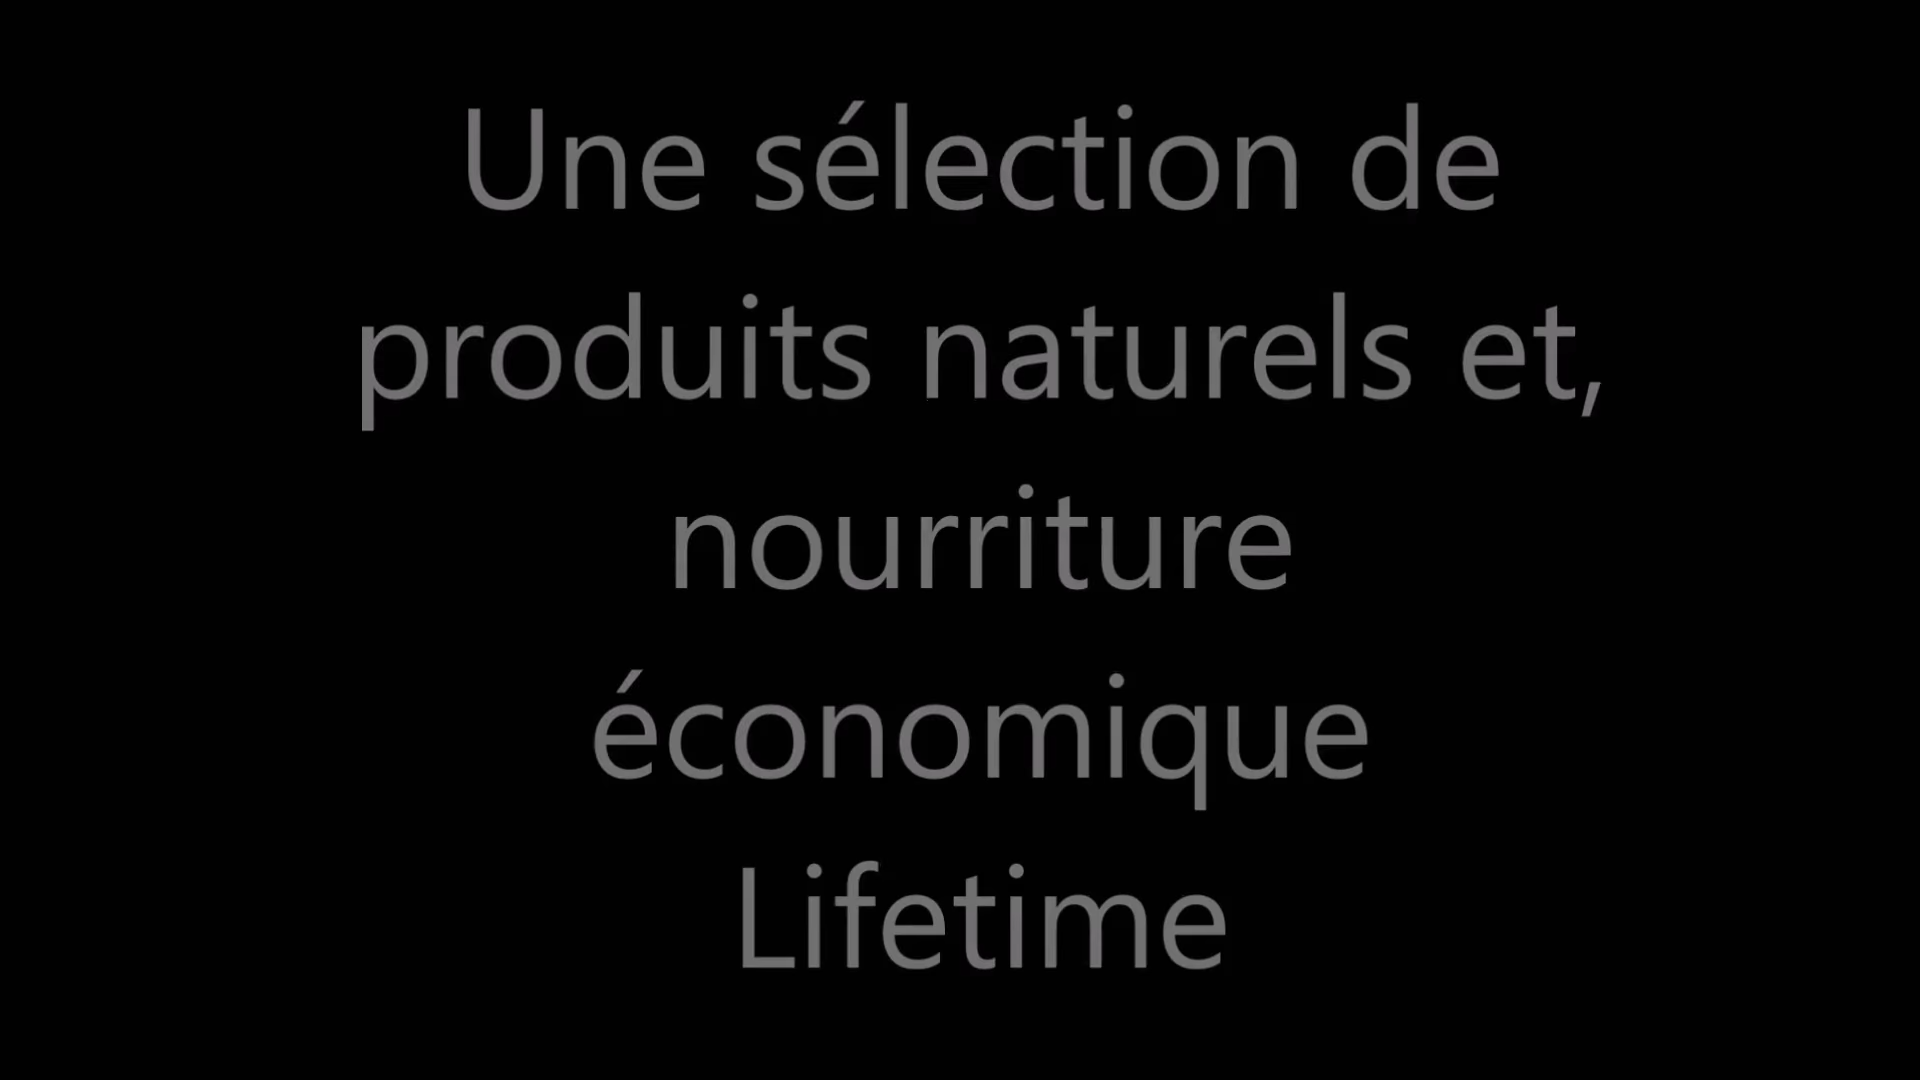 Une sélection de
produits naturels et,
nourriture
économique
Lifetime